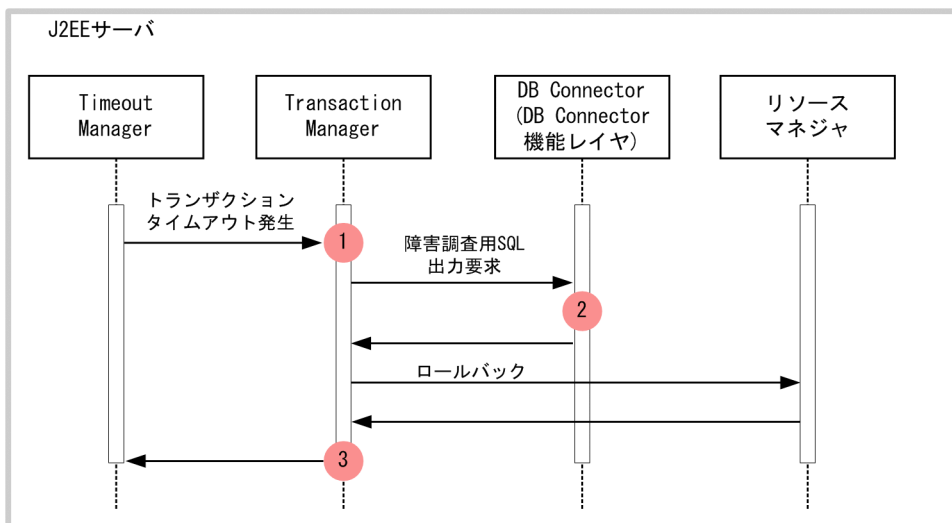 J2EEサーバ
Timeout
Manager
Transaction
Manager
DB Connector
(DB Connector
機能レイヤ)
リソース
マネジャ
トランザクション
タイムアウト発生
1
障害調査用SQL
出力要求
2
ロールバック
3